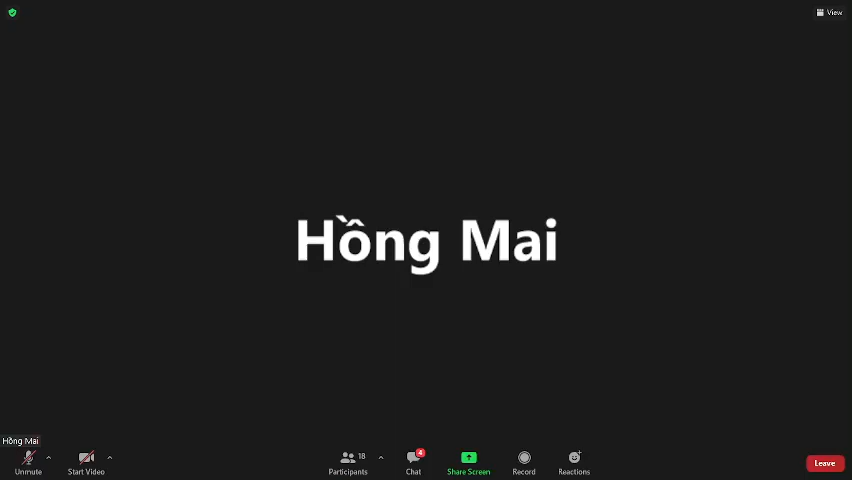 View
Hồng Mai
Hồng Mai
Unmute
Start Video
18
Participants
4
Chat
Share Screen
Record
Reactions
Leave